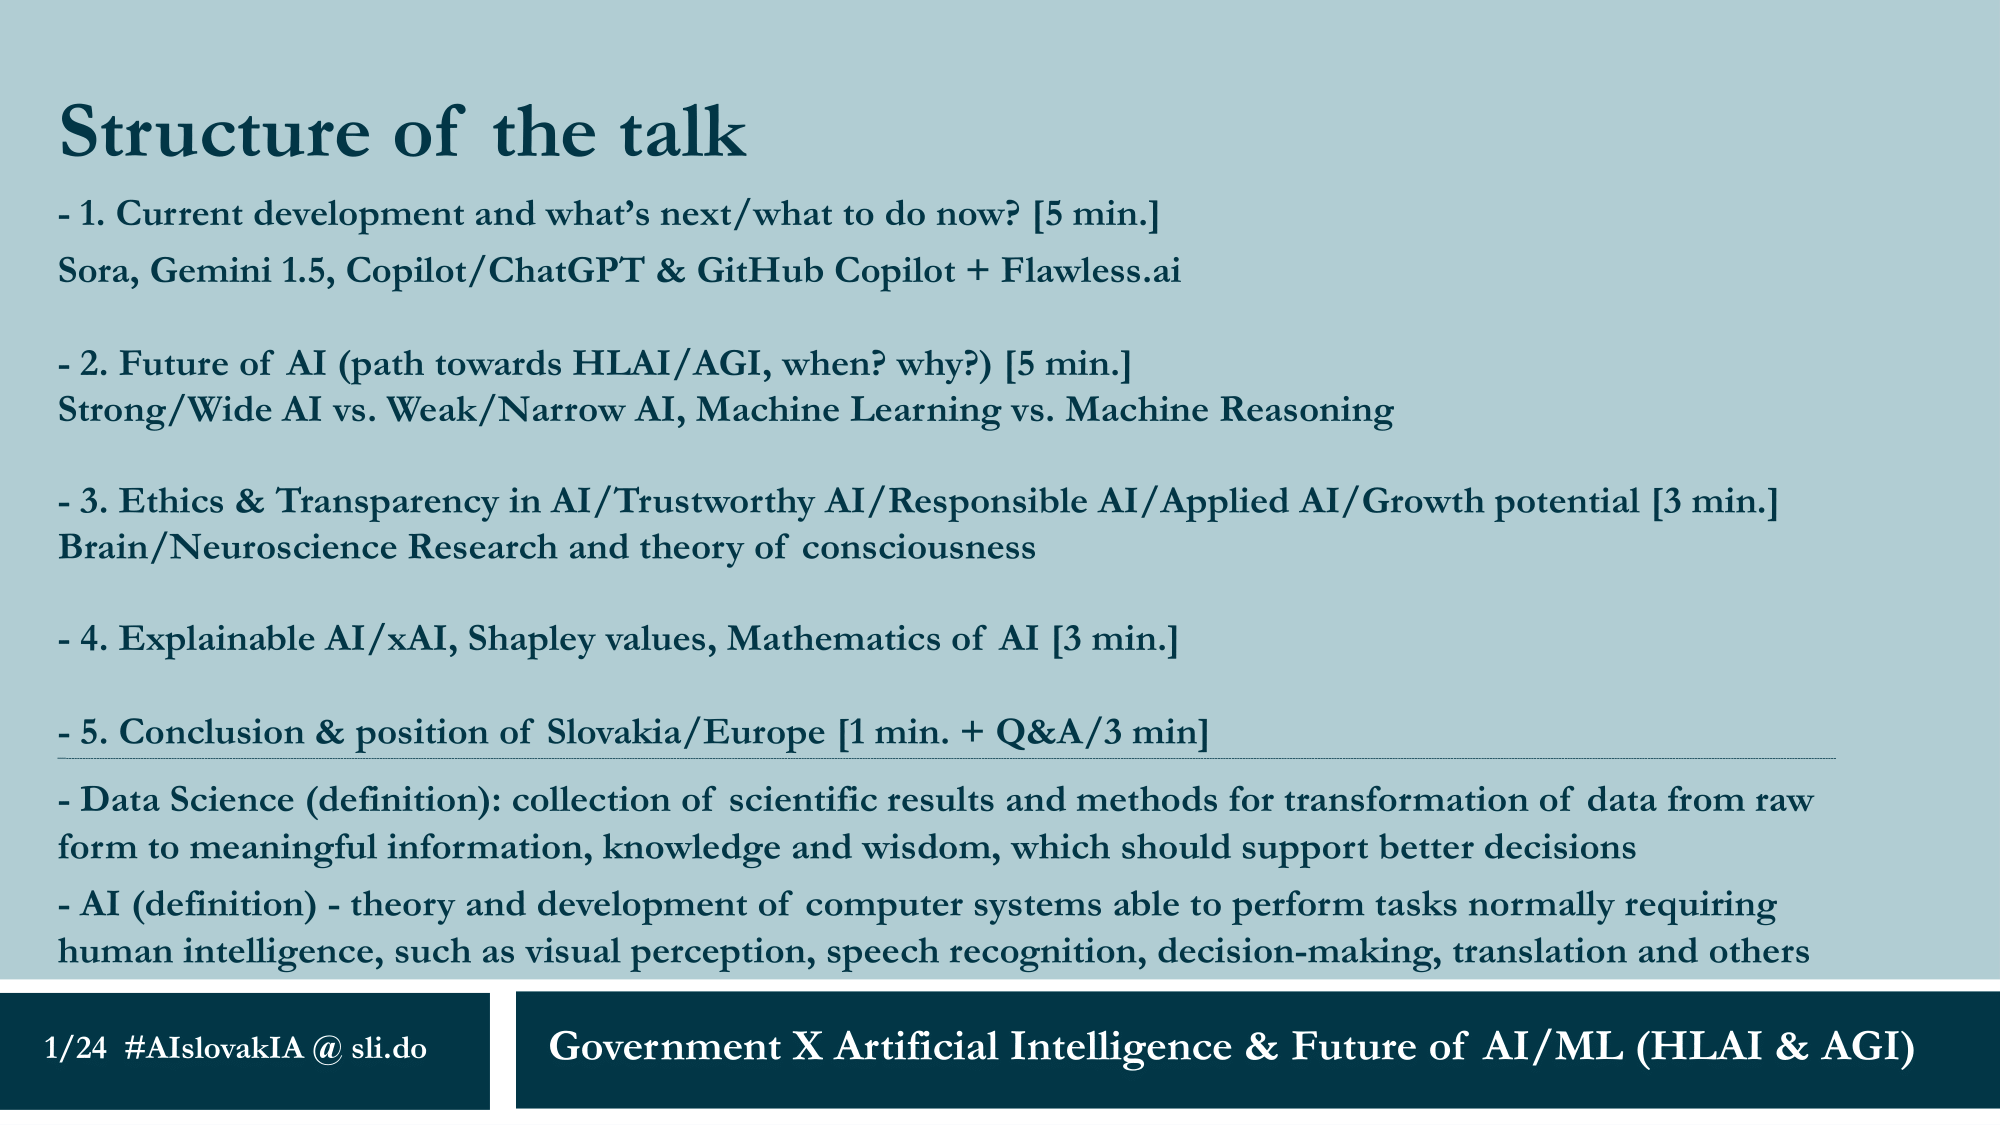 Structure of the talk
- 1. Current development and what’s next/what to do now? [5 min.]
Sora, Gemini 1.5, Copilot/ChatGPT & GitHub Copilot + Flawless.ai
- 2. Future of AI (path towards HLAI/AGI, when? why?) [5 min.]
Strong/Wide AI vs. Weak/Narrow AI, Machine Learning vs. Machine Reasoning
- 3. Ethics & Transparency in AI/Trustworthy AI/Responsible AI/Applied AI/Growth potential [3 min.]
Brain/Neuroscience Research and theory of consciousness
- 4. Explainable AI/xAI, Shapley values, Mathematics of AI [3 min.]
- 5. Conclusion & position of Slovakia/Europe [1 min. + Q&A/3 min]
- Data Science (definition): collection of scientific results and methods for transformation of data from raw
form to meaningful information, knowledge and wisdom, which should support better decisions
- AI (definition) - theory and development of computer systems able to perform tasks normally requiring
human intelligence, such as visual perception, speech recognition, decision-making, translation and others
1/24 #AIslovakIA @ sli.do
Government X Artificial Intelligence & Future of AI/ML (HLAI & AGI)